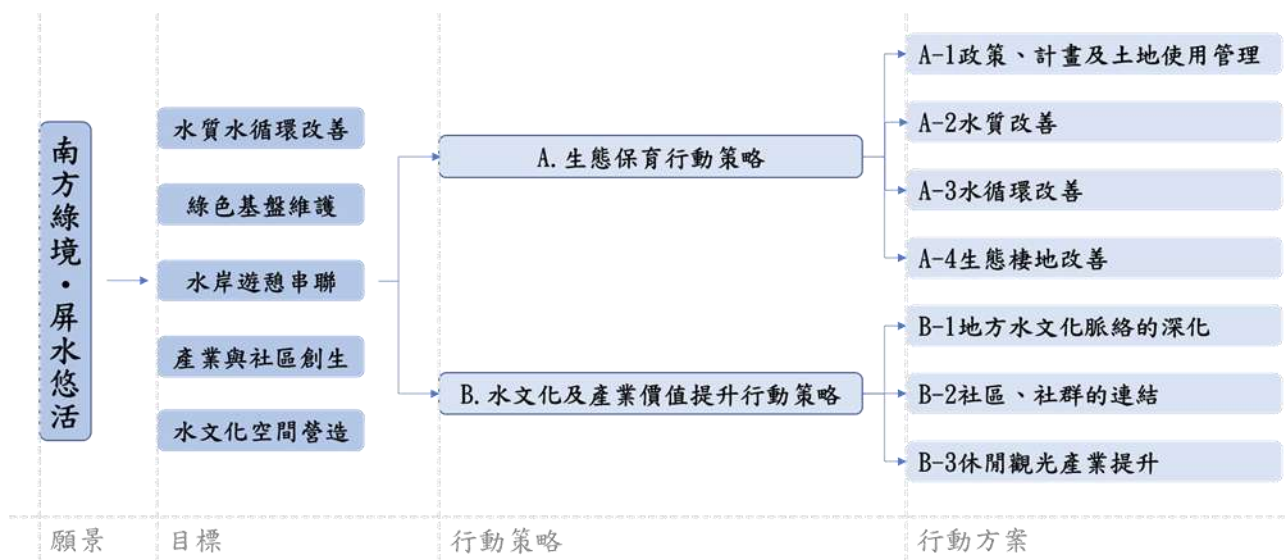 南方綠境・屏水悠活
水質水循環改善
綠色基盤維護
水岸遊憩串聯
產業與社區創生
水文化空間營造
A.生態保育行動策略
B.水文化及產業價值提升行動策略
A-1政策、計畫及土地使用管理
A-2水質改善
A-3水循環改善
A-4生態棲地改善
B-1地方水文化脈絡的深化
B-2社區、社群的連結
B-3休閒觀光產業提升
願景
目標
行動策略
行動方案